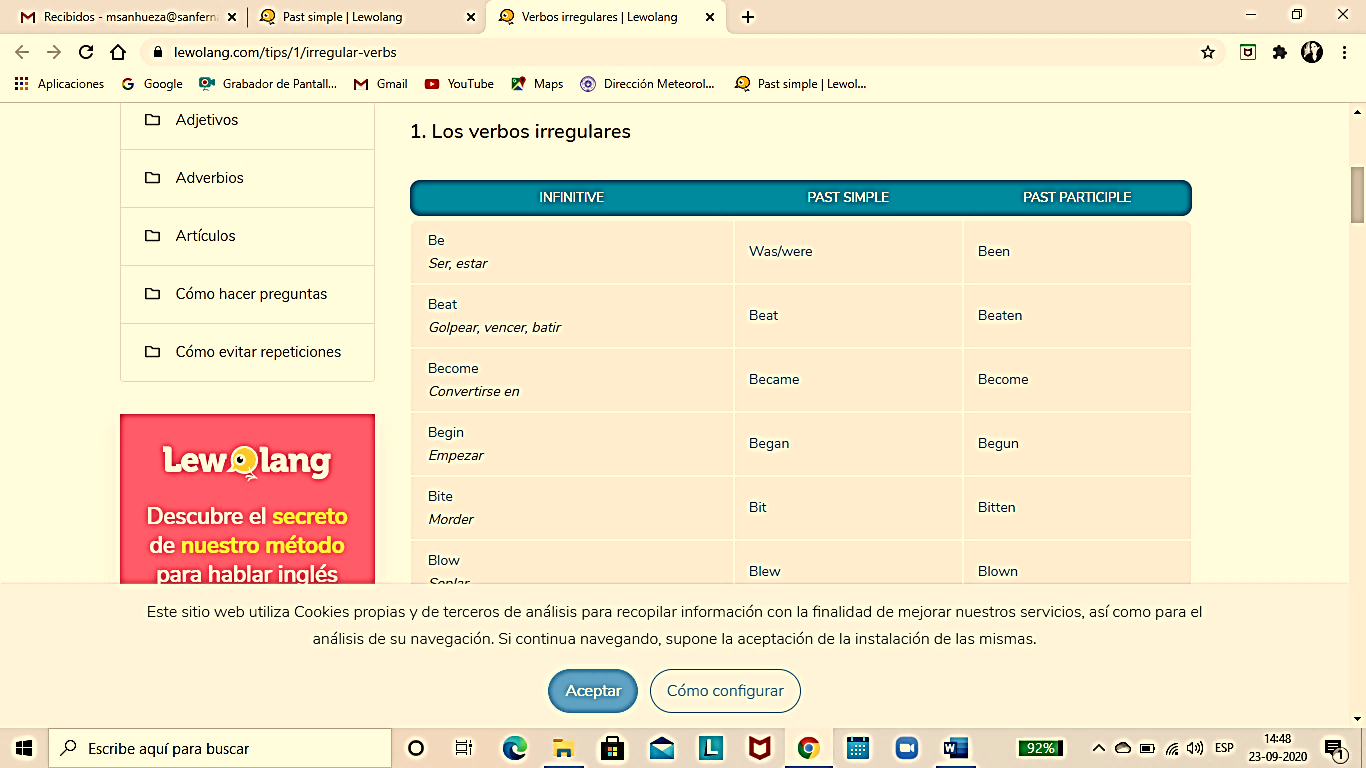 Recibidos - msanhueza@sanfern
Past simple | Lewolang
Verbos irregulares | Lewolang
lewolang.com/tips/1/irregular-verbs
Aplicaciones
Google
Grabador de Pantall...
Gmail
YouTube
Maps
Dirección Meteorol...
Past simple | Lewol...
Adjetivos
Adverbios
Artículos
Cómo hacer preguntas
Cómo evitar repeticiones
Lewolang
Descubre el secreto
de nuestro método
para hablar inglés
1. Los verbos irregulares
INFINITIVE PAST SIMPLE PAST PARTICIPLE
Be
Ser, estar
Was/were
Been
Beat
Golpear, vencer, batir
Beat
Beaten
Become
Convertirse en
Became
Become
Begin
Empezar
Began
Begun
Bite
Morder
Bit
Bitten
Blow
Soplar
Blew
Blown
Este sitio web utiliza Cookies propias y de terceros de análisis para recopilar información con la finalidad de mejorar nuestros servicios, así como para el
análisis de su navegación. Si continua navegando, supone la aceptación de la instalación de las mismas.
Aceptar
Cómo configurar
Escribe aquí para buscar
92%
ESP
14:48
23-09-2020
1